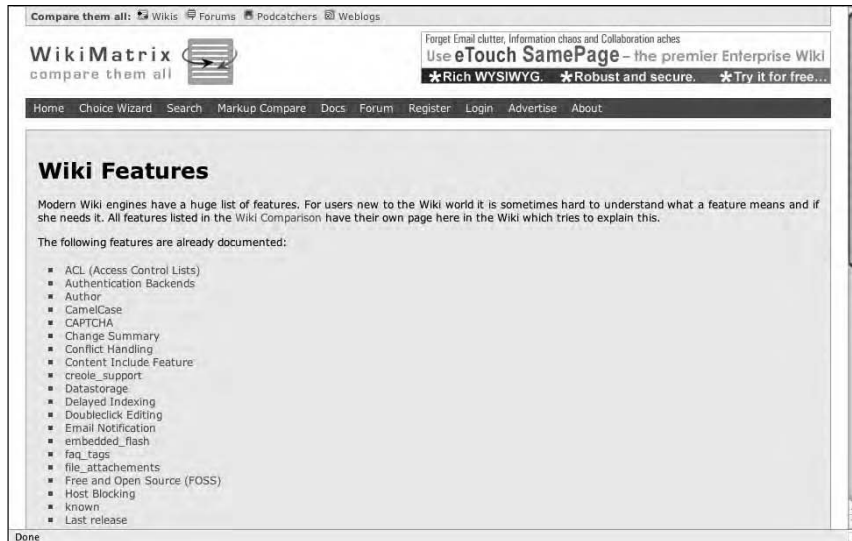 Compare them all: Wikis Forums Podcatchers Weblogs
WikiMatrix
compare them all
Forget Email clutter, Information chaos and Collaboration aches
Use eTouch SamePage – the premier Enterprise Wiki
*Rich WYSIWYG. *Robust and secure. *Try it for free...
Home Choice Wizard Search Markup Compare Docs Forum Register Login Advertise About
Wiki Features
Modern Wiki engines have a huge list of features. For users new to the Wiki world it is sometimes hard to understand what a feature means and if
she needs it. All features listed in the Wiki Comparison have their own page here in the Wiki which tries to explain this.
The following features are already documented:
ACL (Access Control Lists)
Authentication Backends
Author
CamelCase
CAPTCHA
Change Summary
Conflict Handling
Content Include Feature
creole_support
Datastorage
Delayed Indexing
Doubleclick Editing
Email Notification
embedded_flash
faq_tags
file_attachements
Free and Open Source (FOSS)
Host Blocking
known
Last release
Done